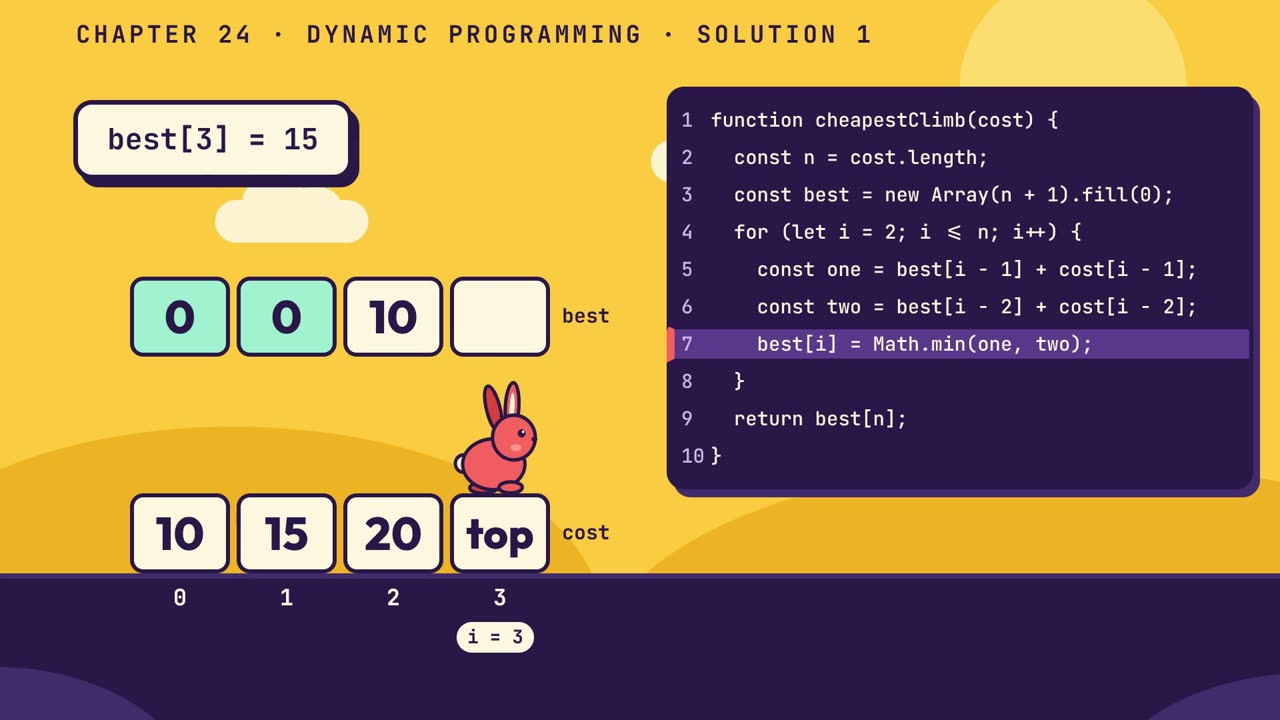 CHAPTER 24 · DYNAMIC PROGRAMMING · SOLUTION 1
best[3] = 15
0 0 10 best
10 15 20 top cost
0 1 2 3
i = 3
1 function cheapestClimb(cost) {
2 const n = cost.length;
3 const best = new Array(n + 1).fill(0);
4 for (let i = 2; i <= n; i++) {
5 const one = best[i - 1] + cost[i - 1];
6 const two = best[i - 2] + cost[i - 2];
7 best[i] = Math.min(one, two);
8 }
9 return best[n];
10 }